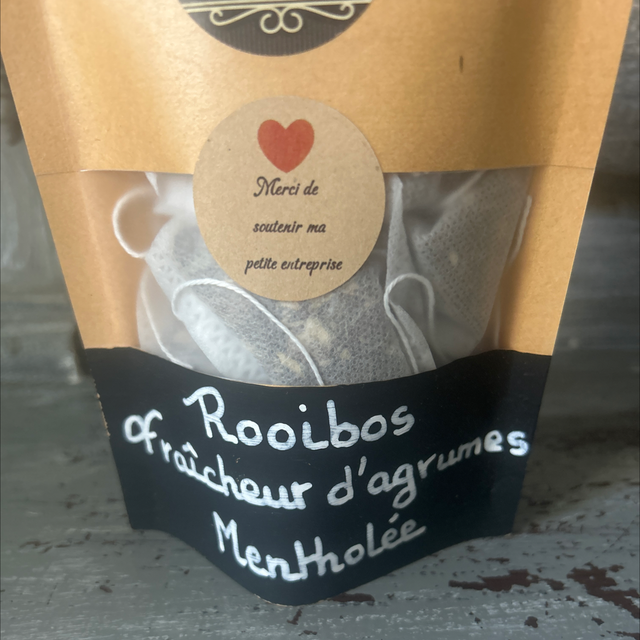 Merci de
soutenir ma
petite entreprise
Rooibos
fraîcheur d'agrumes
Mentholée